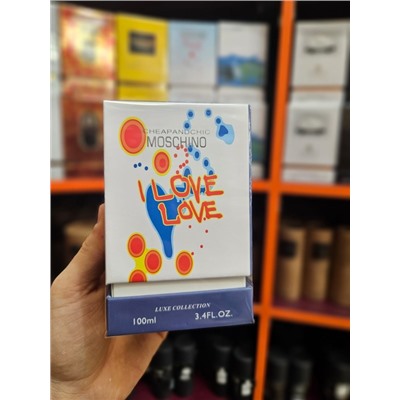 CHEAPANDCHIC
MOSCHINO
I LOVE
LOVE
LUXE COLLECTION
100ml 3.4FL.OZ.